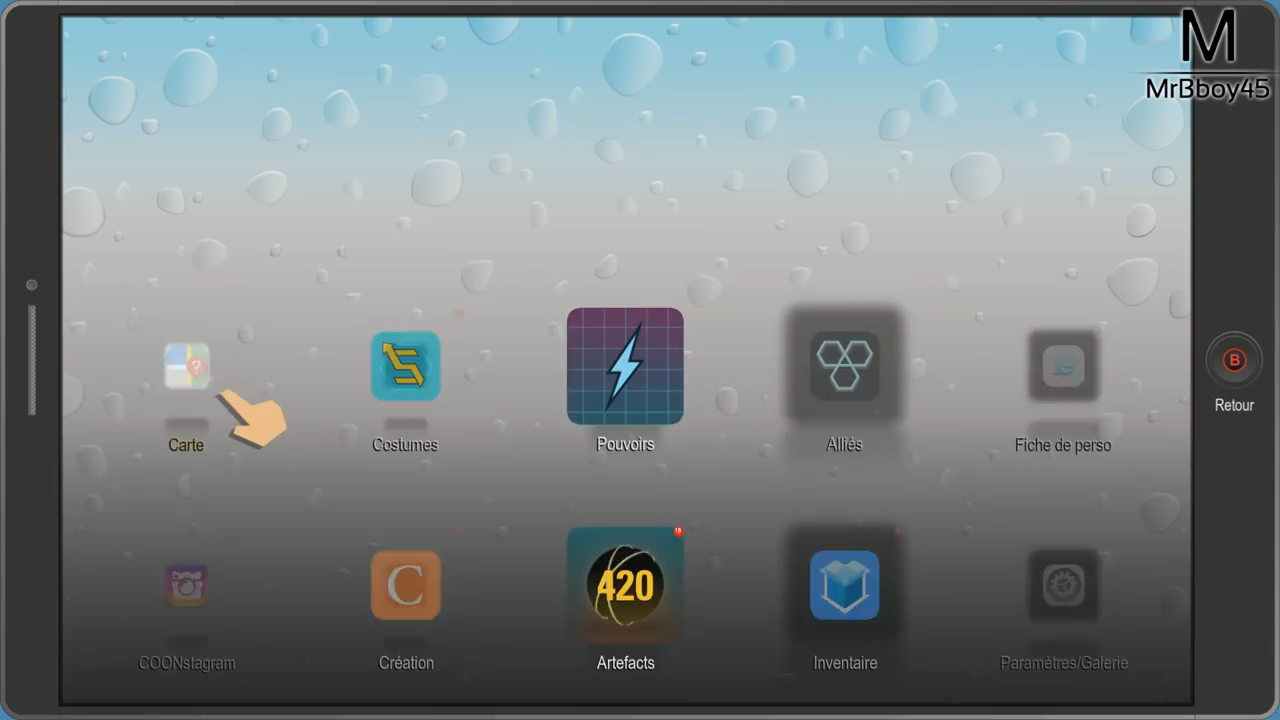 M
MrBboy45
B
Retour
Carte
Costumes
Pouvoirs
Alliés
Fiche de perso
C
420
COONstagram
Création
Artefacts
Inventaire
Paramètres/Galerie